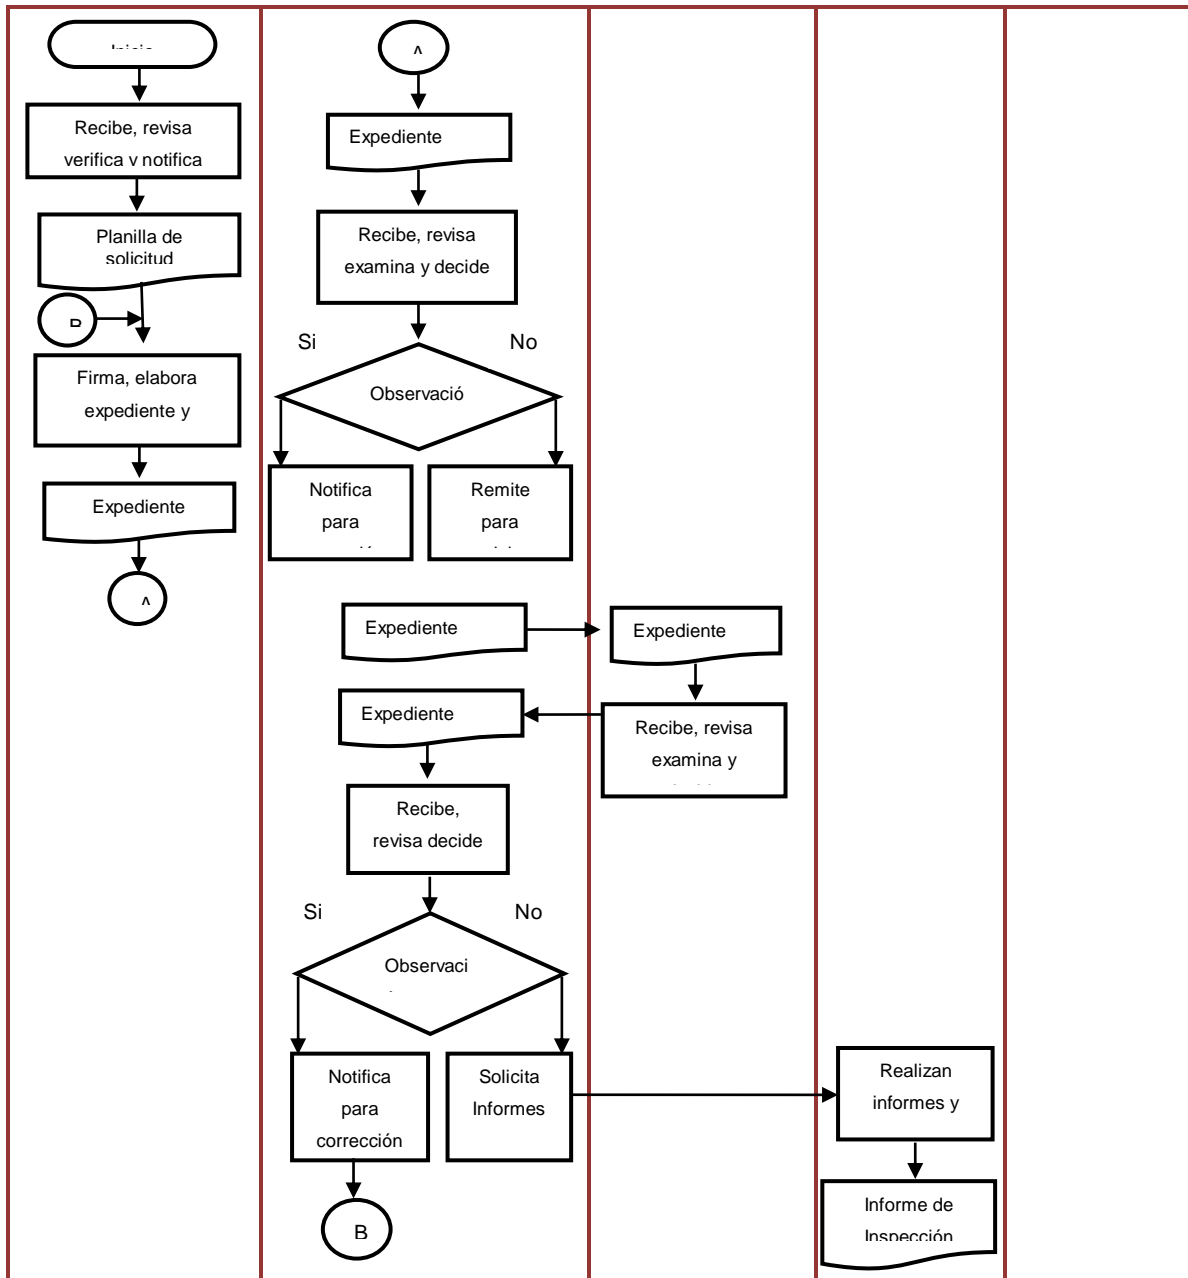 Recibe, revisa
verifica y notifica
Planilla de
solicitud
B
Firma, elabora
expediente y
Expediente
A
A
Expediente
Recibe, revisa
examina y decide
Si
No
Observació
Notifica
para
Remite
para
Expediente
Expediente
Expediente
Recibe, revisa
examina y
Recibe,
revisa decide
Si
No
Observaci
Notifica
para
corrección
Solicita
Informes
B
Realizan
informes y
Informe de
Inspección